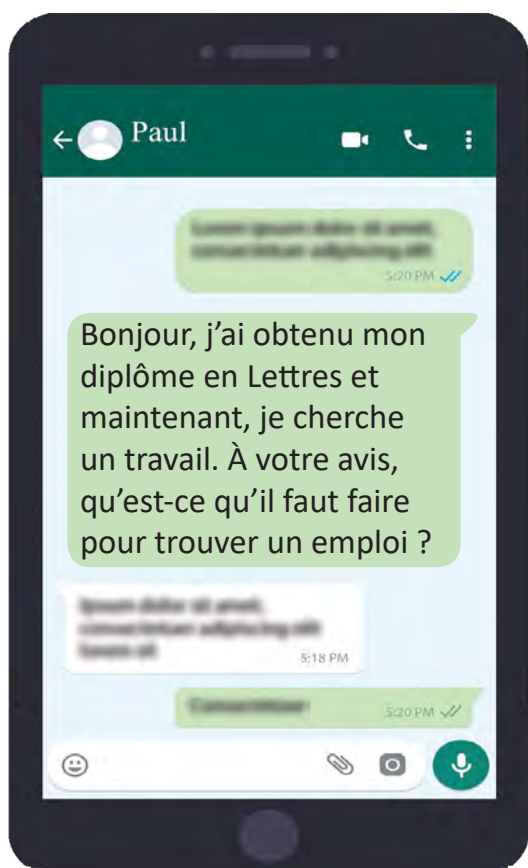 Paul
5:20 PM
Bonjour, j’ai obtenu mon
diplôme en Lettres et
maintenant, je cherche
un travail. À votre avis,
qu’est-ce qu’il faut faire
pour trouver un emploi ?
5:18 PM
5:20 PM